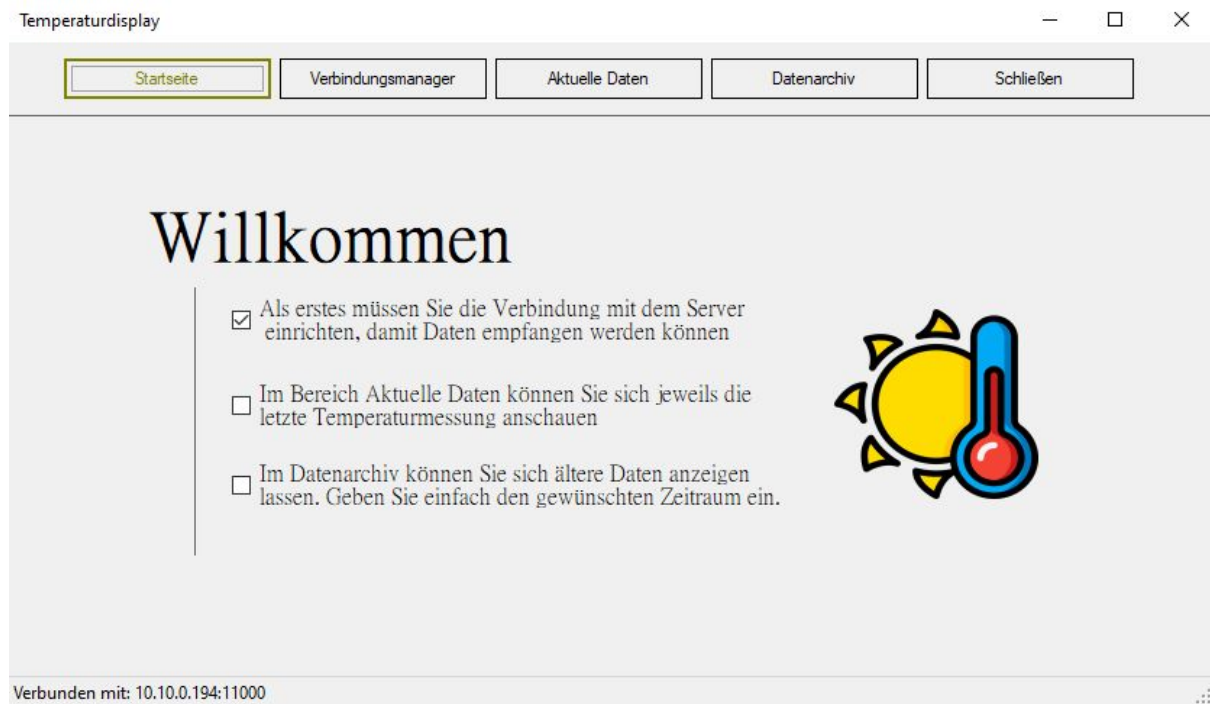 Temperaturdisplay
Startseite
Verbindungsmanager
Aktuelle Daten
Datenarchiv
Schließen
Willkommen
Als erstes müssen Sie die Verbindung mit dem Server
einrichten, damit Daten empfangen werden können
Im Bereich Aktuelle Daten können Sie sich jeweils die
letzte Temperaturmessung anschauen
Im Datenarchiv können Sie sich ältere Daten anzeigen
lassen. Geben Sie einfach den gewünschten Zeitraum ein.
Verbunden mit: 10.10.0.194:11000